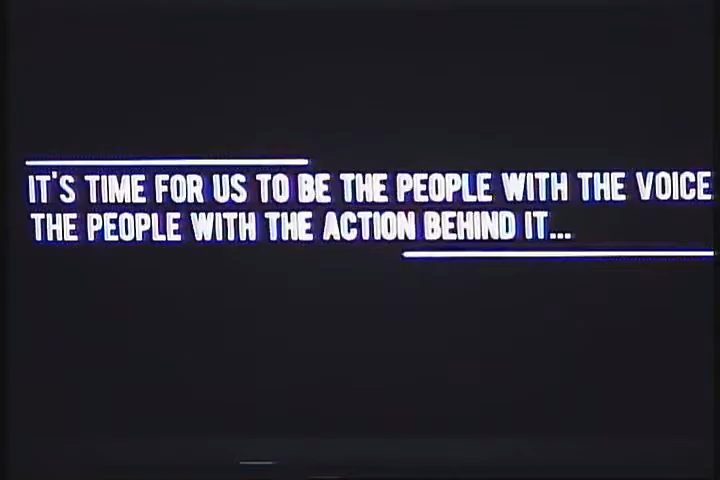 IT'S TIME FOR US TO BE THE PEOPLE WITH THE VOICE
THE PEOPLE WITH THE ACTION BEHIND IT...